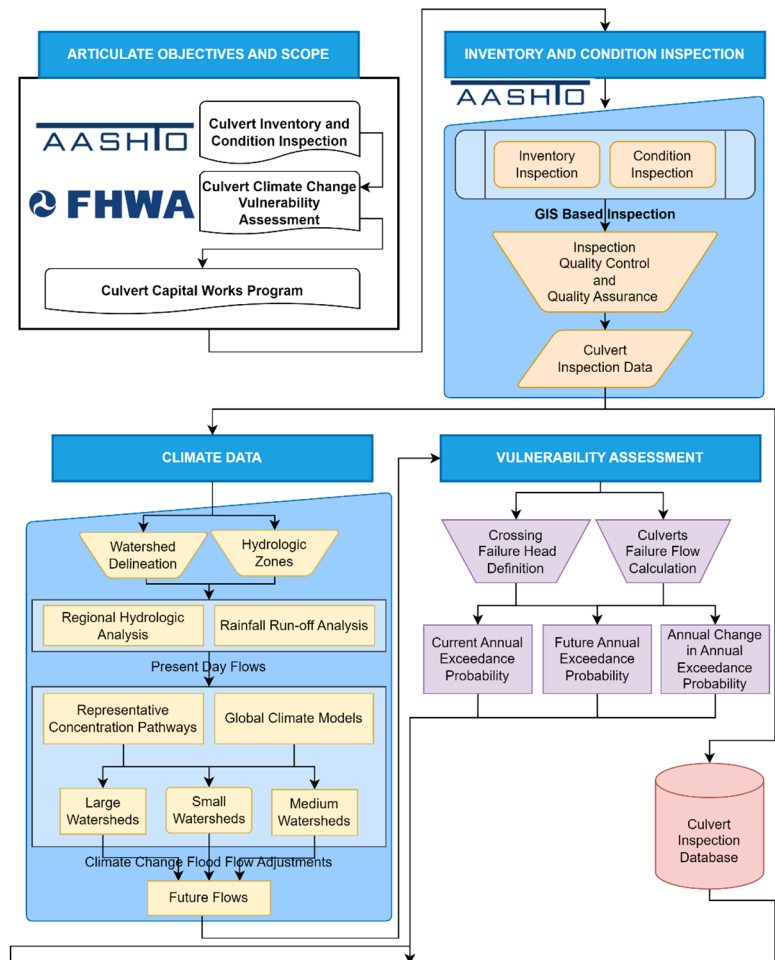 ARTICULATE OBJECTIVES AND SCOPE
AASHTO
Culvert Inventory and
Condition Inspection
FHWA
Culvert Climate Change
Vulnerability
Assessment
Culvert Capital Works Program
INVENTORY AND CONDITION INSPECTION
AASHTO
Inventory
Inspection
Condition
Inspection
GIS Based Inspection
Inspection
Quality Control
and
Quality Assurance
Culvert
Inspection Data
CLIMATE DATA
Watershed
Delineation
Hydrologic
Zones
Regional Hydrologic
Analysis
Rainfall Run-off Analysis
Present Day Flows
Representative
Concentration Pathways
Global Climate Models
Large
Watersheds
Small
Watersheds
Medium
Watersheds
Climate Change Flood Flow Adjustments
Future Flows
VULNERABILITY ASSESSMENT
Crossing
Failure Head
Definition
Culverts
Failure Flow
Calculation
Current Annual
Exceedance
Probability
Future Annual
Exceedance
Probability
Annual Change
in Annual
Exceedance
Probability
Culvert
Inspection
Database